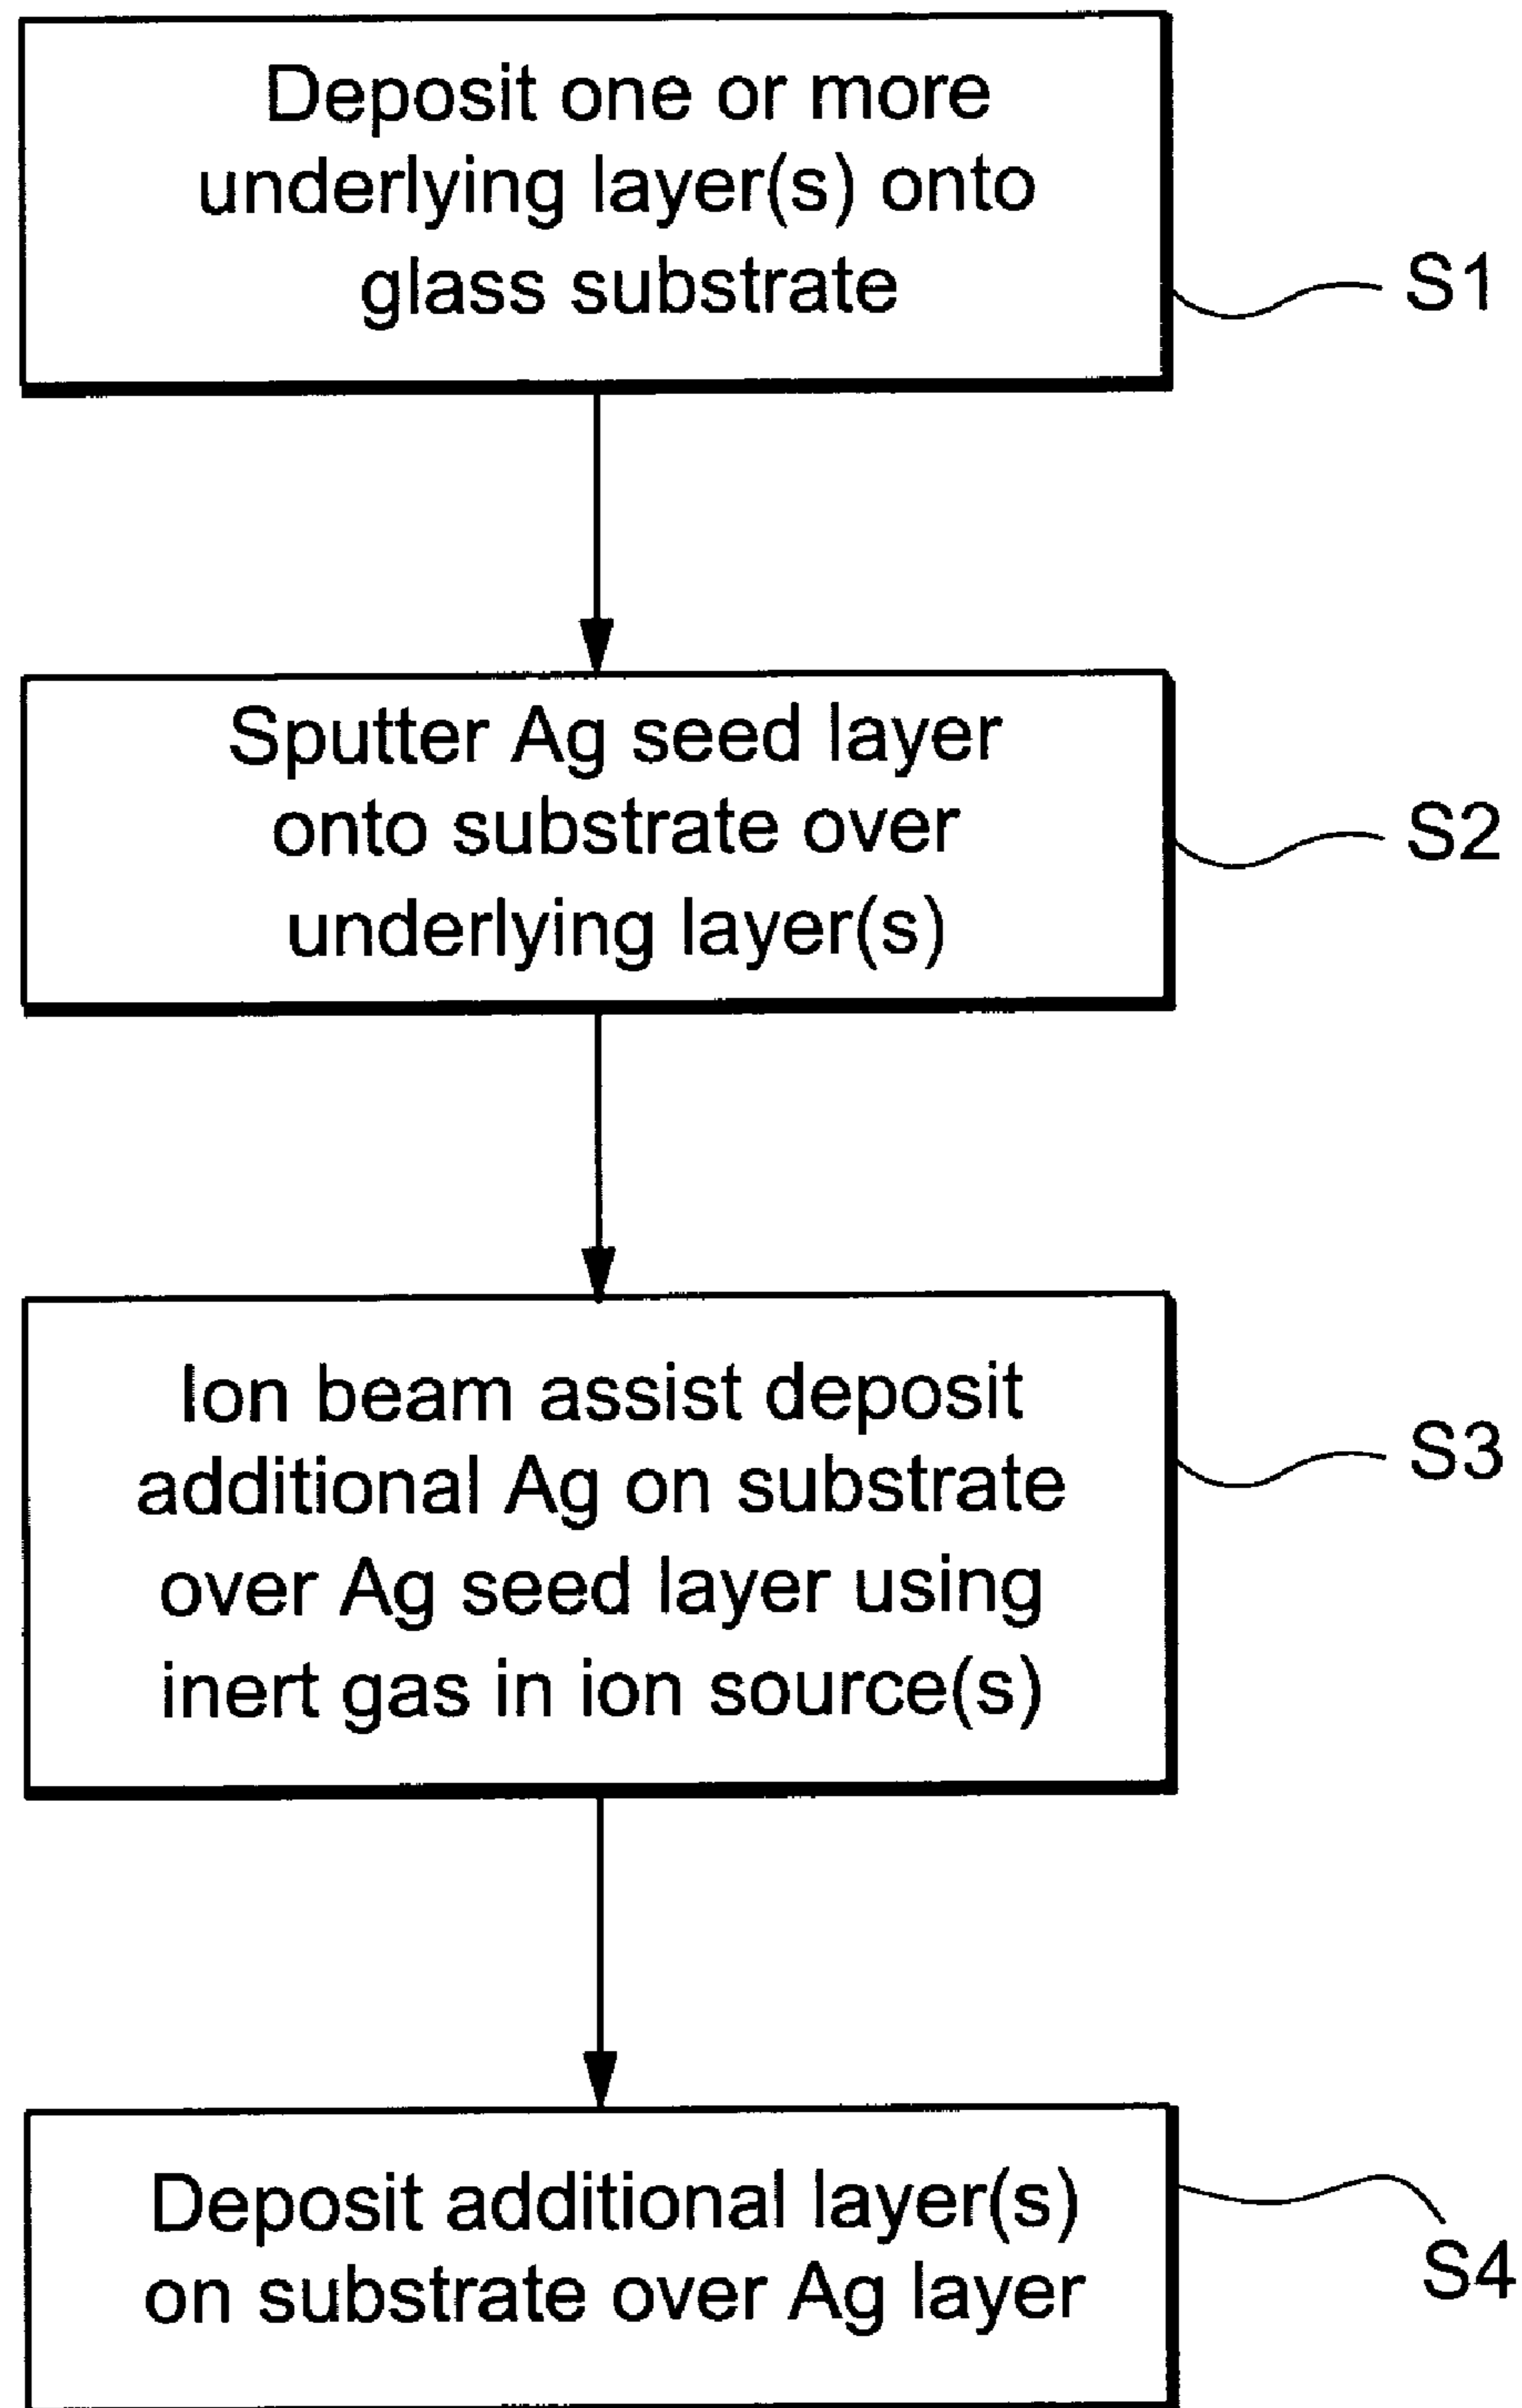 Deposit one or more
underlying layer(s) onto
glass substrate
S1
Sputter Ag seed layer
onto substrate over
underlying layer(s)
S2
Ion beam assist deposit
additional Ag on substrate
over Ag seed layer using
inert gas in ion source(s)
S3
Deposit additional layer(s)
on substrate over Ag layer
S4